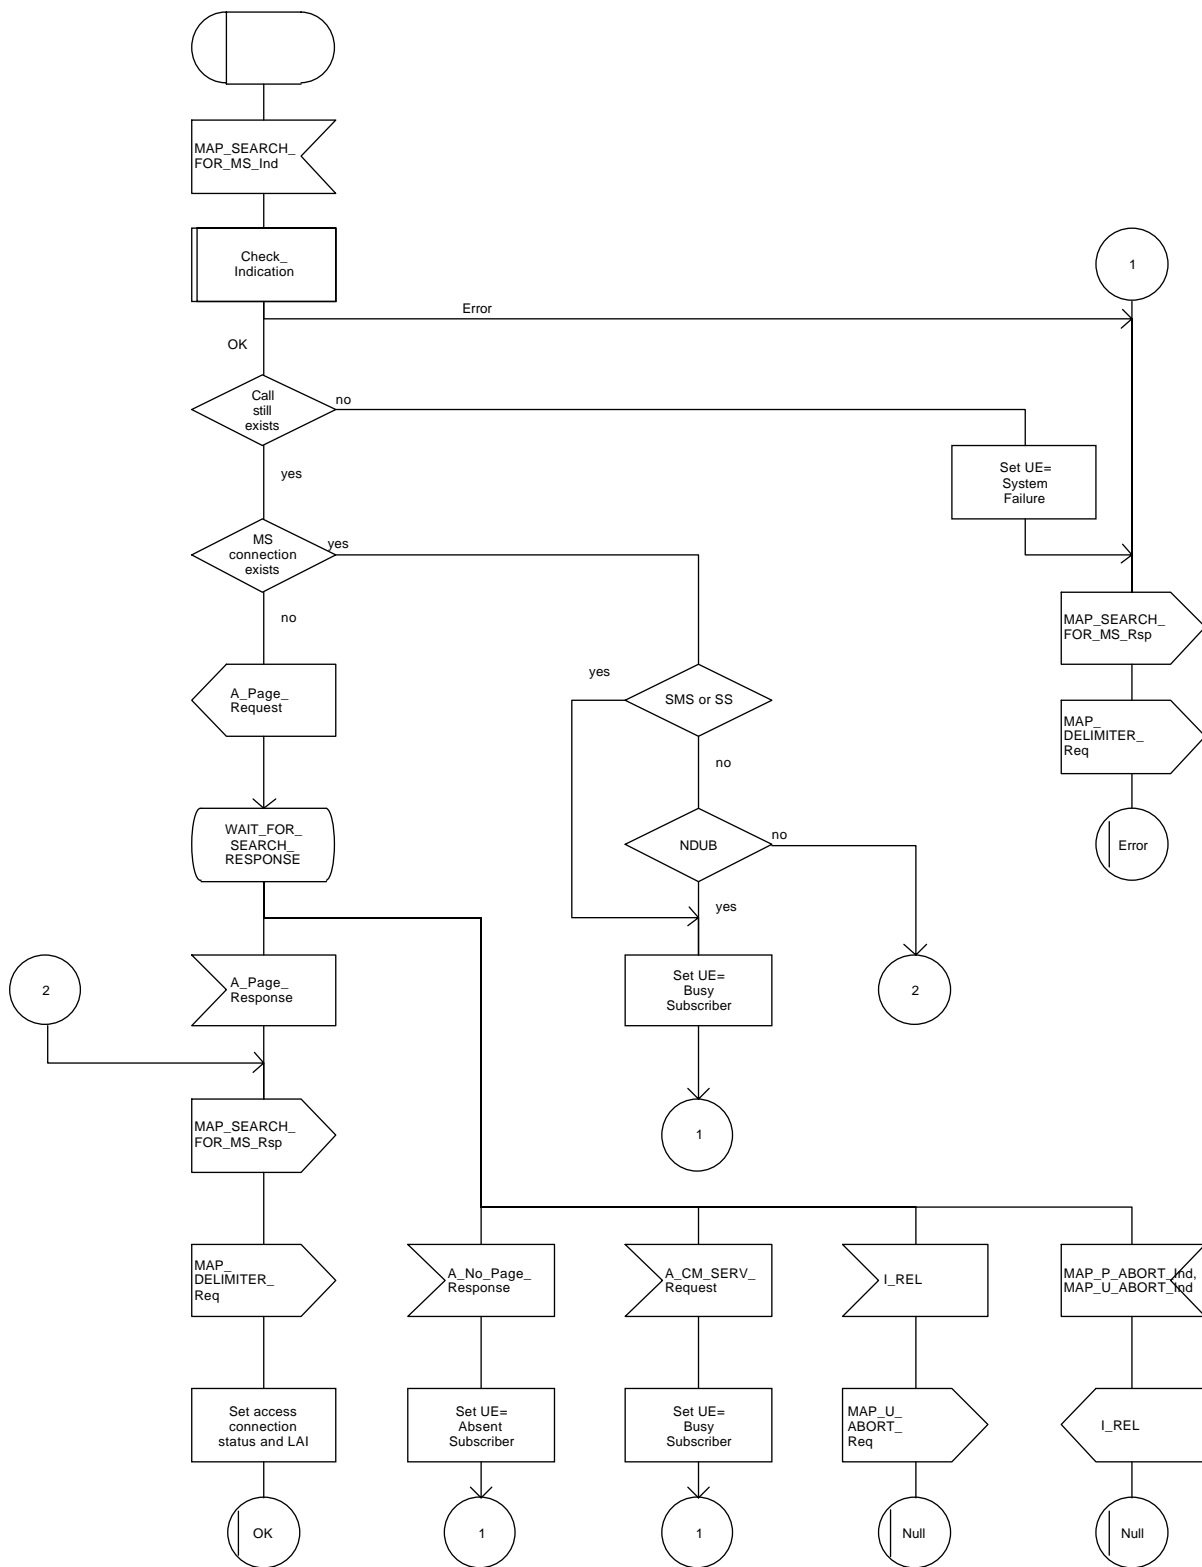 MAP_SEARCH_
FOR_MS_Ind
Check_
Indication
1
Error
OK
Call
still
exists
no
yes
Set UE=
System
Failure
MS
connection
exists
yes
no
MAP_SEARCH_
FOR_MS_Rsp
A_Page_
Request
yes
SMS or SS
no
MAP_
DELIMITER_
Req
WAIT_FOR_
SEARCH_
RESPONSE
NDUB
no
yes
Error
2
A_Page_
Response
Set UE=
Busy
Subscriber
2
MAP_SEARCH_
FOR_MS_Rsp
1
MAP_
DELIMITER_
Req
A_No_Page_
Response
A_CM_SERV_
Request
I_REL
MAP_P_ABORT_Ind,
MAP_U_ABORT_Ind
Set access
connection
status and LAI
Set UE=
Absent
Subscriber
Set UE=
Busy
Subscriber
MAP_U_
ABORT_
Req
I_REL
OK
1
1
Null
Null